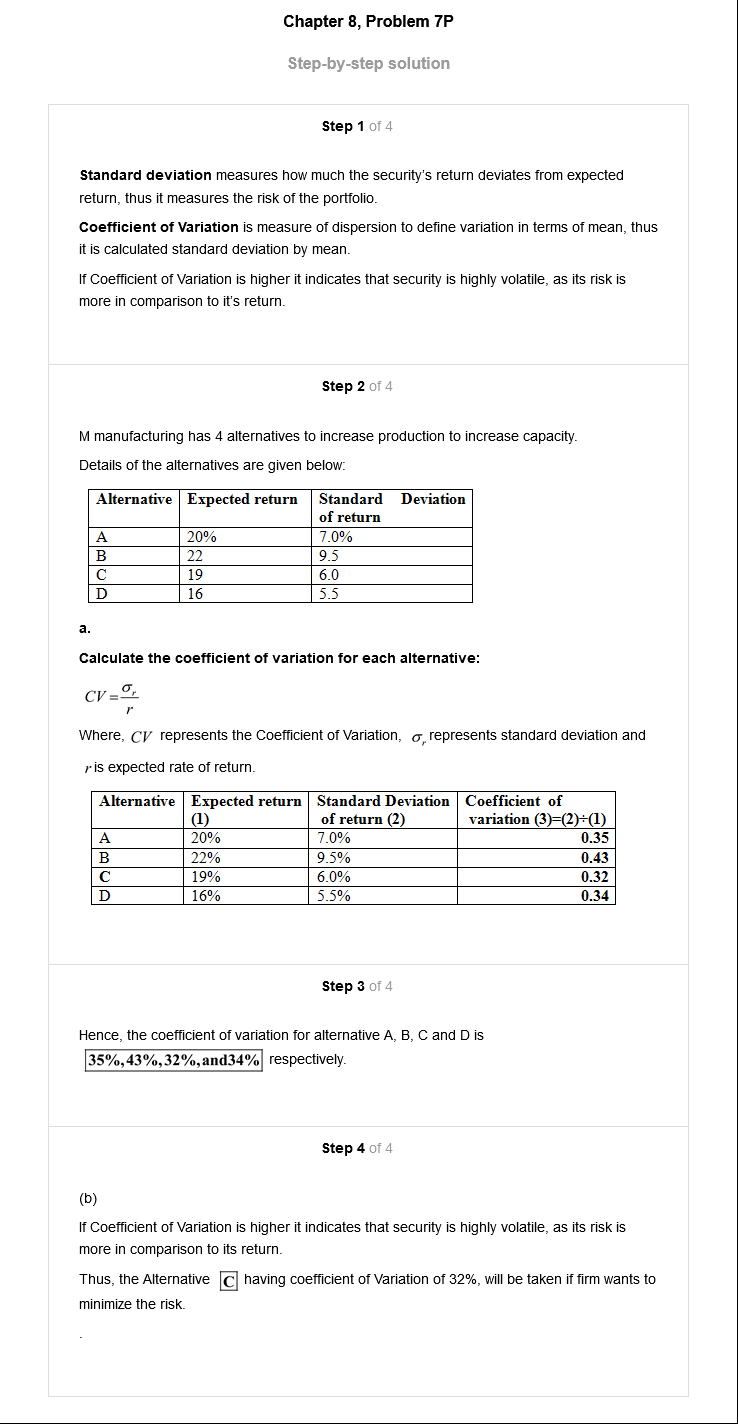 Chapter 8, Problem 7P
Step-by-step solution
Step 1 of 4
Standard deviation measures how much the security's return deviates from expected
return, thus it measures the risk of the portfolio.
Coefficient of Variation is measure of dispersion to define variation in terms of mean, thus
it is calculated standard deviation by mean.
If Coefficient of Variation is higher it indicates that security is highly volatile, as its risk is
more in comparison to it's return.
Step 2 of 4
M manufacturing has 4 alternatives to increase production to increase capacity.
Details of the alternatives are given below:
Alternative Expected return Standard Deviation
of return
A 20% 7.0%
B 22 9.5
C 19 6.0
D 16 5.5
a.
Calculate the coefficient of variation for each alternative:
CV = σr
r
Where, CV represents the Coefficient of Variation, σr represents standard deviation and
r is expected rate of return.
Alternative Expected return Standard Deviation Coefficient of
(1) of return (2) variation (3)=(2)÷(1)
A 20% 7.0% 0.35
B 22% 9.5% 0.43
C 19% 6.0% 0.32
D 16% 5.5% 0.34
Step 3 of 4
Hence, the coefficient of variation for alternative A, B, C and D is
35%,43%,32%,and34% respectively.
Step 4 of 4
(b)
If Coefficient of Variation is higher it indicates that security is highly volatile, as its risk is
more in comparison to its return.
Thus, the Alternative C having coefficient of Variation of 32%, will be taken if firm wants to
minimize the risk.
.